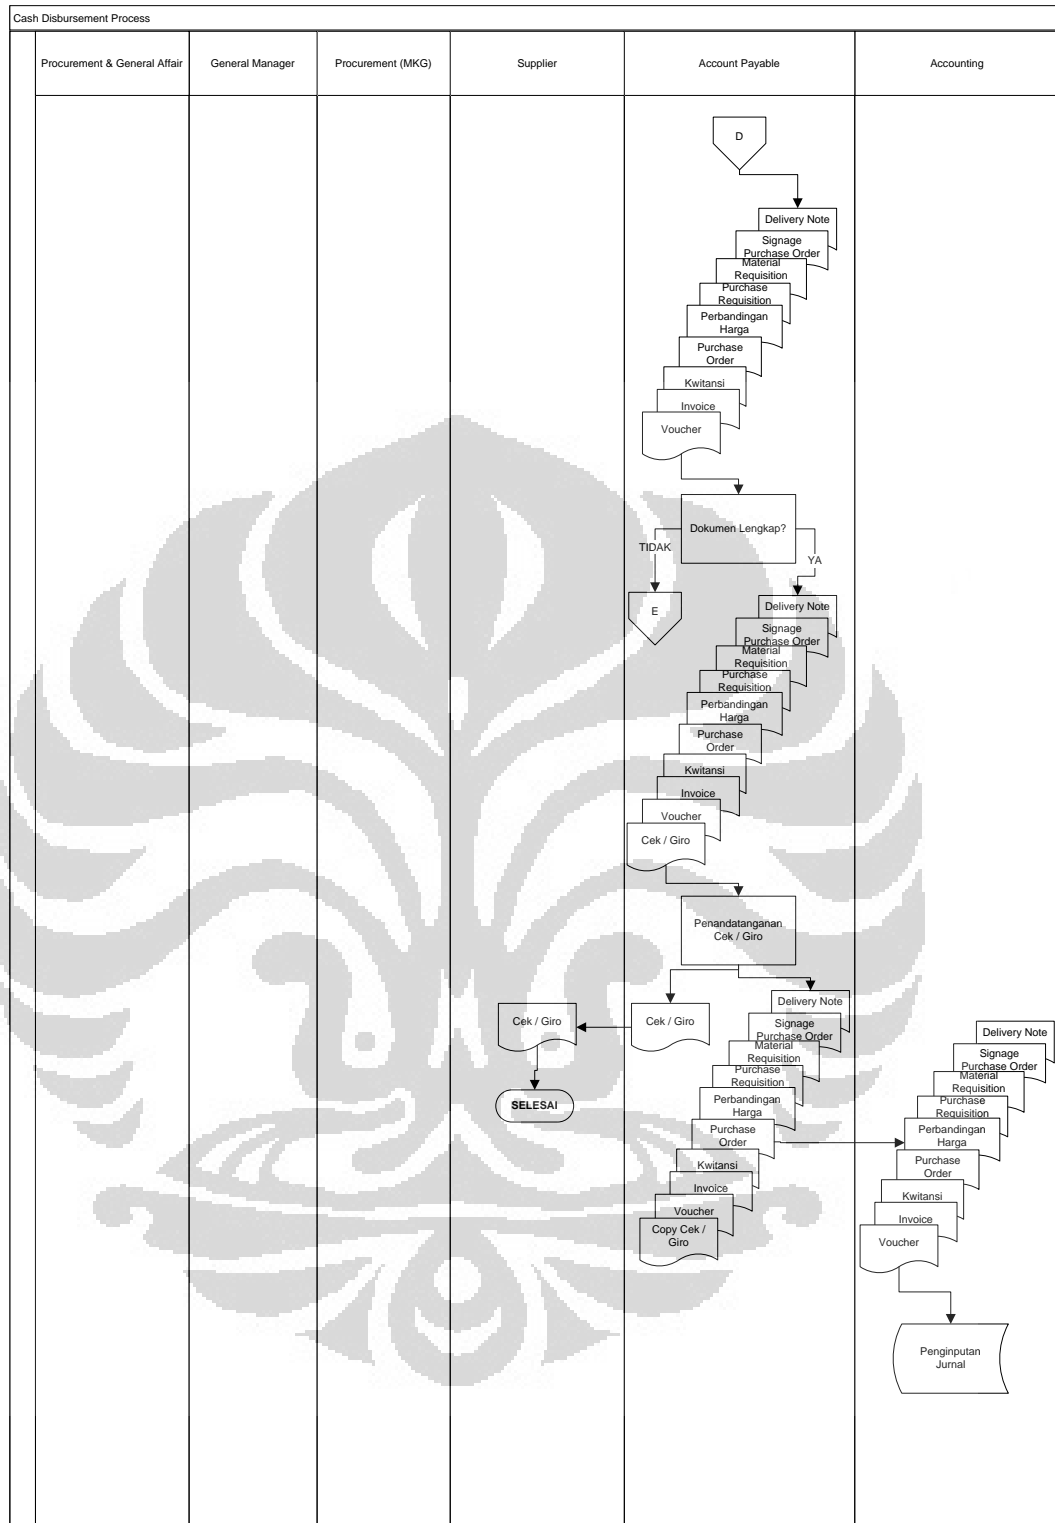 Cash Disbursement Process
Procurement & General Affair
General Manager
Procurement (MKG)
Supplier
Account Payable
Accounting
D
Delivery Note
Signage
Purchase Order
Material
Requisition
Purchase
Requisition
Perbandingan
Harga
Purchase
Order
Kwitansi
Invoice
Voucher
Dokumen Lengkap?
TIDAK
YA
E
Delivery Note
Signage
Purchase Order
Material
Requisition
Purchase
Requisition
Perbandingan
Harga
Purchase
Order
Kwitansi
Invoice
Voucher
Cek / Giro
Penandatanganan
Cek / Giro
Cek / Giro
Cek / Giro
SELESAI
Delivery Note
Signage
Purchase Order
Material
Requisition
Purchase
Requisition
Perbandingan
Harga
Purchase
Order
Kwitansi
Invoice
Voucher
Copy Cek /
Giro
Delivery Note
Signage
Purchase Order
Material
Requisition
Purchase
Requisition
Perbandingan
Harga
Purchase
Order
Kwitansi
Invoice
Voucher
Penginputan
Jurnal